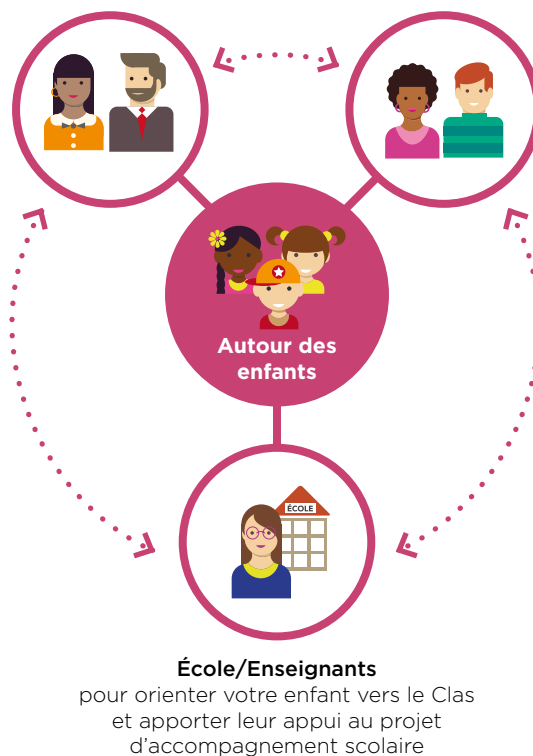 Autour des
enfants
ÉCOLE
École/Enseignants
pour orienter votre enfant vers le Clas
et apporter leur appui au projet
d'accompagnement scolaire